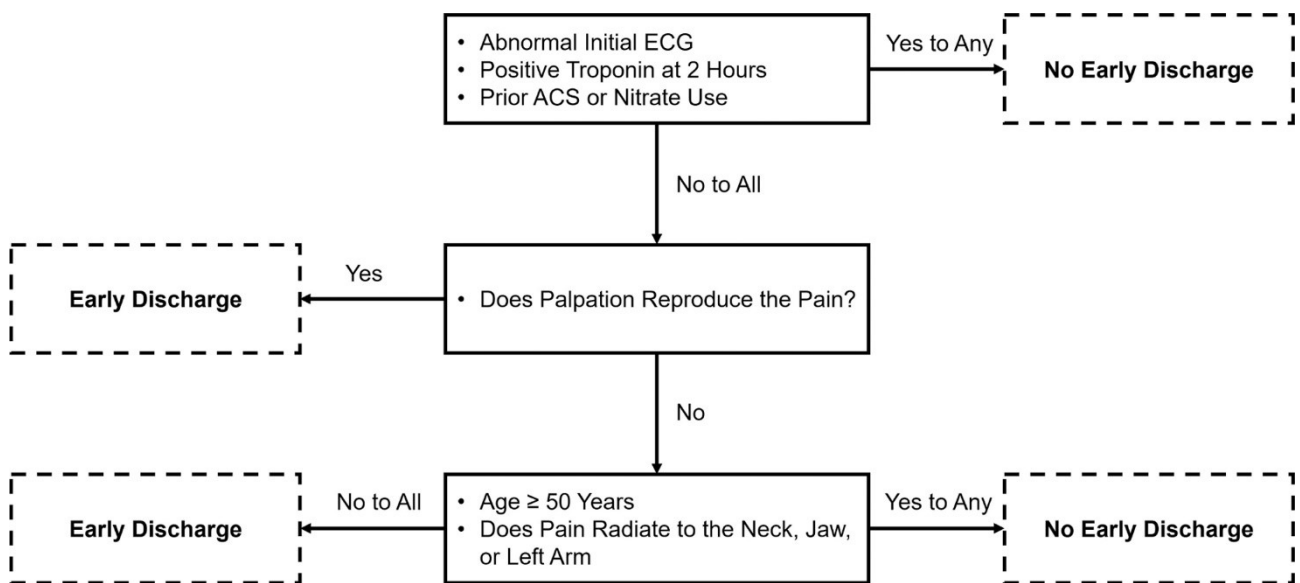 • Abnormal Initial ECG
• Positive Troponin at 2 Hours
• Prior ACS or Nitrate Use
Yes to Any
No Early Discharge
No to All
Early Discharge
Yes
• Does Palpation Reproduce the Pain?
No
Early Discharge
No to All
• Age ≥ 50 Years
• Does Pain Radiate to the Neck, Jaw,
or Left Arm
Yes to Any
No Early Discharge